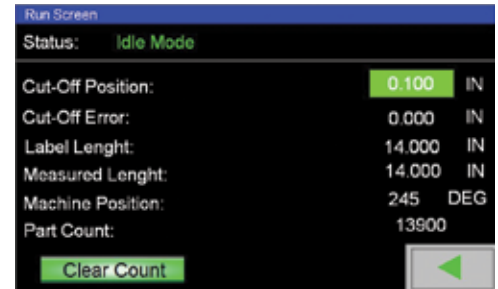 Run Screen
Status: Idle Mode
Cut-Off Position: 0.100 IN
Cut-Off Error: 0.000 IN
Label Lenght: 14.000 IN
Measured Lenght: 14.000 IN
Machine Position: 245 DEG
Part Count: 13900
Clear Count